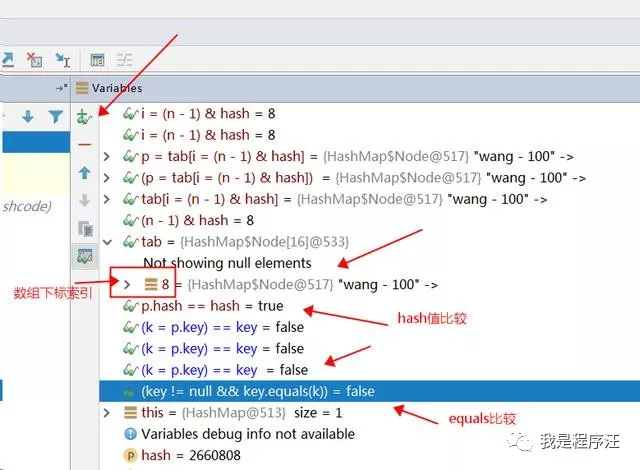 Variables
i = (n - 1) & hash = 8
i = (n - 1) & hash = 8
p = tab[i = (n - 1) & hash] = {HashMap$Node@517} "wang - 100" ->
(p = tab[i = (n - 1) & hash]) = {HashMap$Node@517} "wang - 100" ->
tab[i = (n - 1) & hash] = {HashMap$Node@517} "wang - 100" ->
shcode)
(n - 1) & hash = 8
tab = {HashMap$Node[16]@533}
Not showing null elements
数组下标索引
8 = {HashMap$Node@517} "wang - 100" ->
p.hash == hash = true
hash值比较
(k = p.key) == key = false
(k = p.key) == key = false
(k = p.key) == key = false
(key != null && key.equals(k)) = false
this = {HashMap@513} size = 1
equals比较
Variables debug info not available
我是程序汪
hash = 2660808